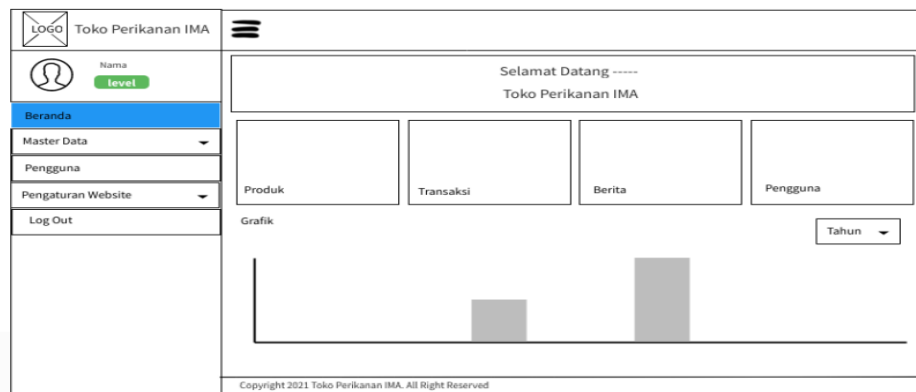 LOGO
Toko Perikanan IMA
Nama
level
Beranda
Master Data
Pengguna
Pengaturan Website
Log Out
Selamat Datang -----
Toko Perikanan IMA
Produk
Transaksi
Berita
Pengguna
Grafik
Tahun
Copyright 2021 Toko Perikanan IMA. All Right Reserved